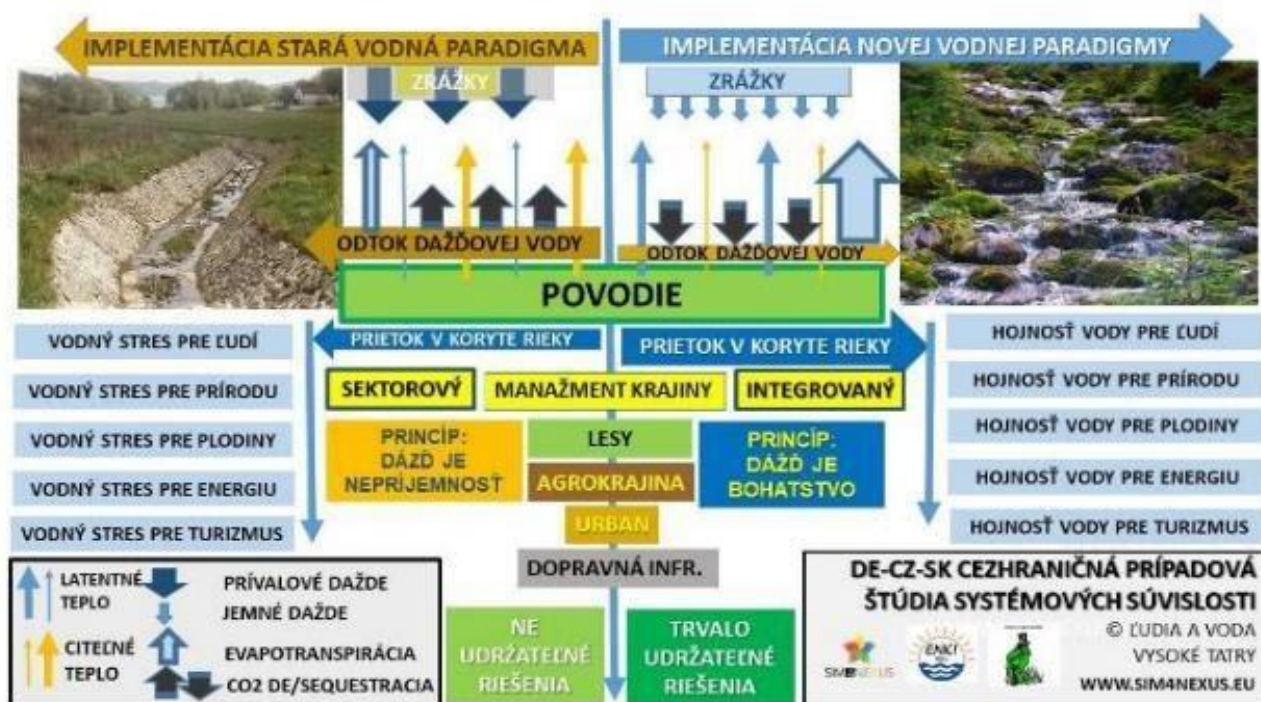 IMPLEMENTÁCIA STARÁ VODNÁ PARADIGMA
IMPLEMENTÁCIA NOVEJ VODNEJ PARADIGMY
ZRÁŽKY
ZRÁŽKY
ODTOK DAŽĎOVEJ VODY
ODTOK DAŽĎOVEJ VODY
POVODIE
PRIETOK V KORYTE RIEKY
PRIETOK V KORYTE RIEKY
VODNÝ STRES PRE ĽUDÍ
VODNÝ STRES PRE PRÍRODU
VODNÝ STRES PRE PLODINY
VODNÝ STRES PRE ENERGIU
VODNÝ STRES PRE TURIZMUS
SEKTOROVÝ
MANAŽMENT KRAJINY
INTEGROVANÝ
PRINCÍP:
DÁŽĎ JE
NEPRÍJEMNOSŤ
LESY
AGROKRAJINA
URBAN
DOPRAVNÁ INFR.
PRINCÍP:
DÁŽĎ JE
BOHATSTVO
HOJNOSŤ VODY PRE ĽUDÍ
HOJNOSŤ VODY PRE PRÍRODU
HOJNOSŤ VODY PRE PLODINY
HOJNOSŤ VODY PRE ENERGIU
HOJNOSŤ VODY PRE TURIZMUS
LATENTNÉ
TEPLO
CITEĽNÉ
TEPLO
PRÍVALOVÉ DAŽDE
JEMNÉ DAŽDE
EVAPOTRANSPIRÁCIA
CO2 DE/SEQUESTRACIA
NE
UDRŽATEĽNÉ
RIEŠENIA
TRVALO
UDRŽATEĽNÉ
RIEŠENIA
DE-CZ-SK CEZHRANIČNÁ PRÍPADOVÁ
ŠTÚDIA SYSTÉMOVÝCH SÚVISLOSTI
SIM4NEXUS
ENKI
© ĽUDIA A VODA
VYSOKÉ TATRY
WWW.SIM4NEXUS.EU